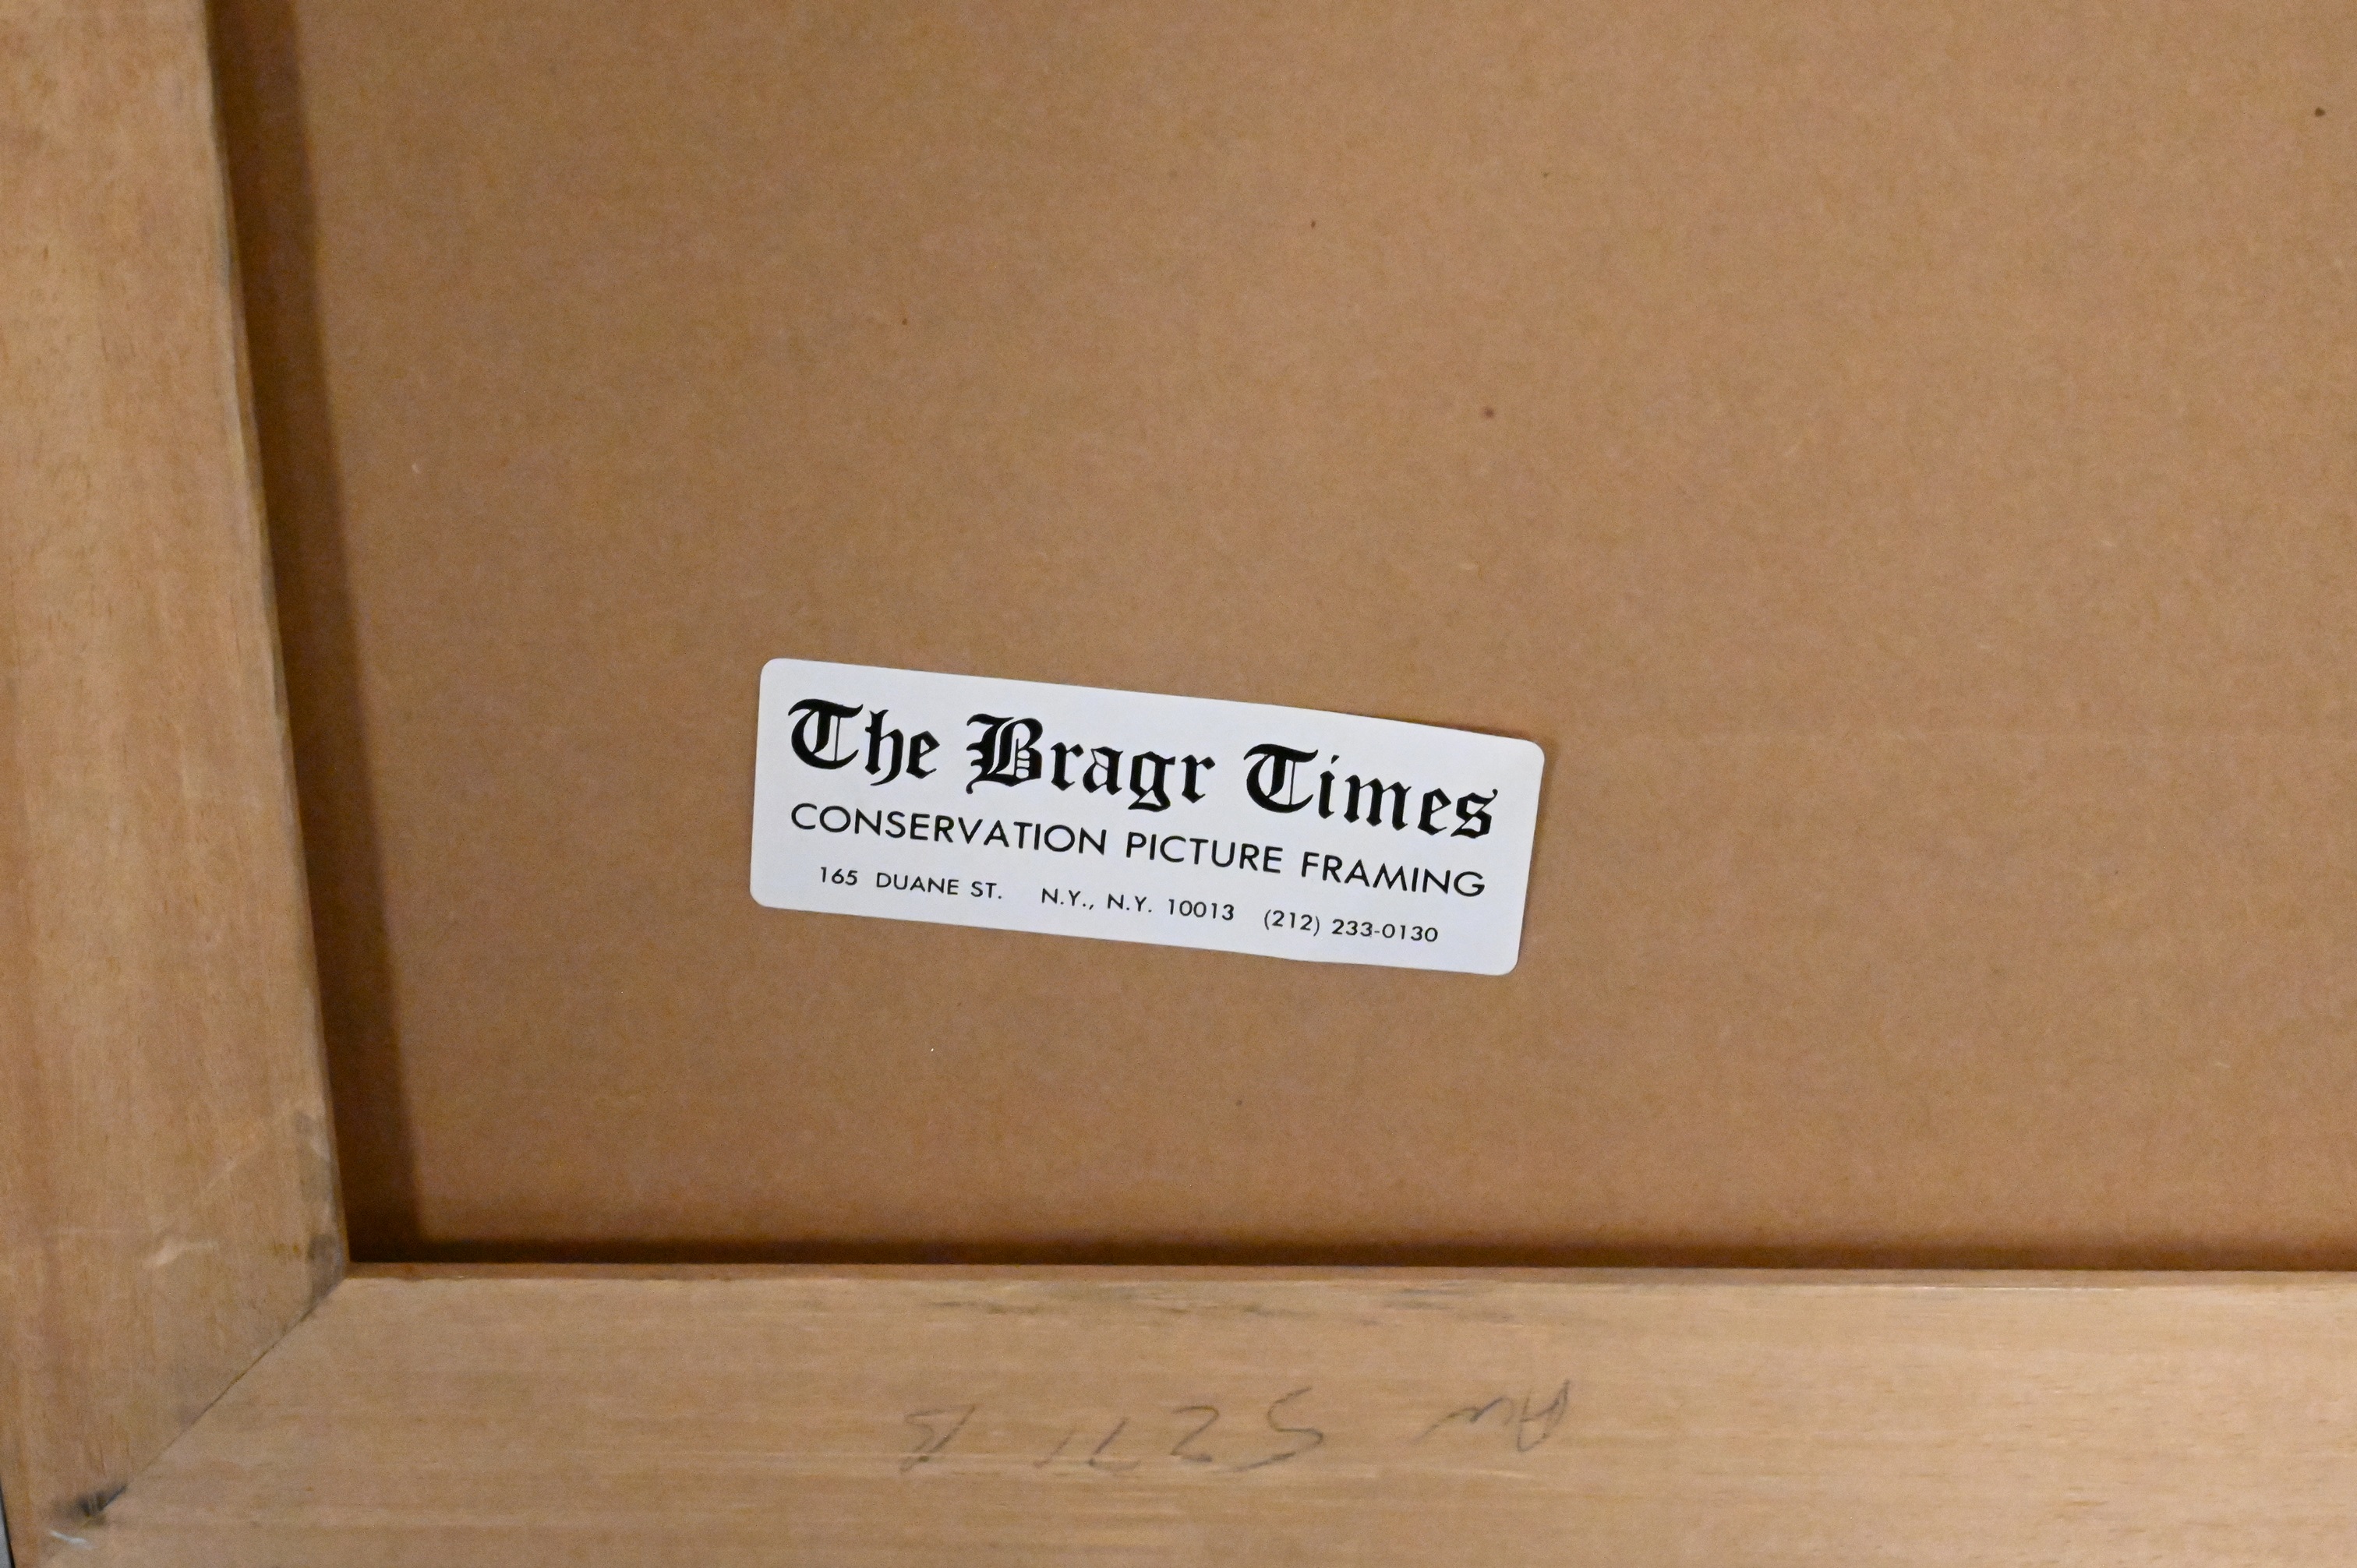 The Bragr Times
CONSERVATION PICTURE FRAMING
165 DUANE ST. N.Y., N.Y. 10013 (212) 233-0130